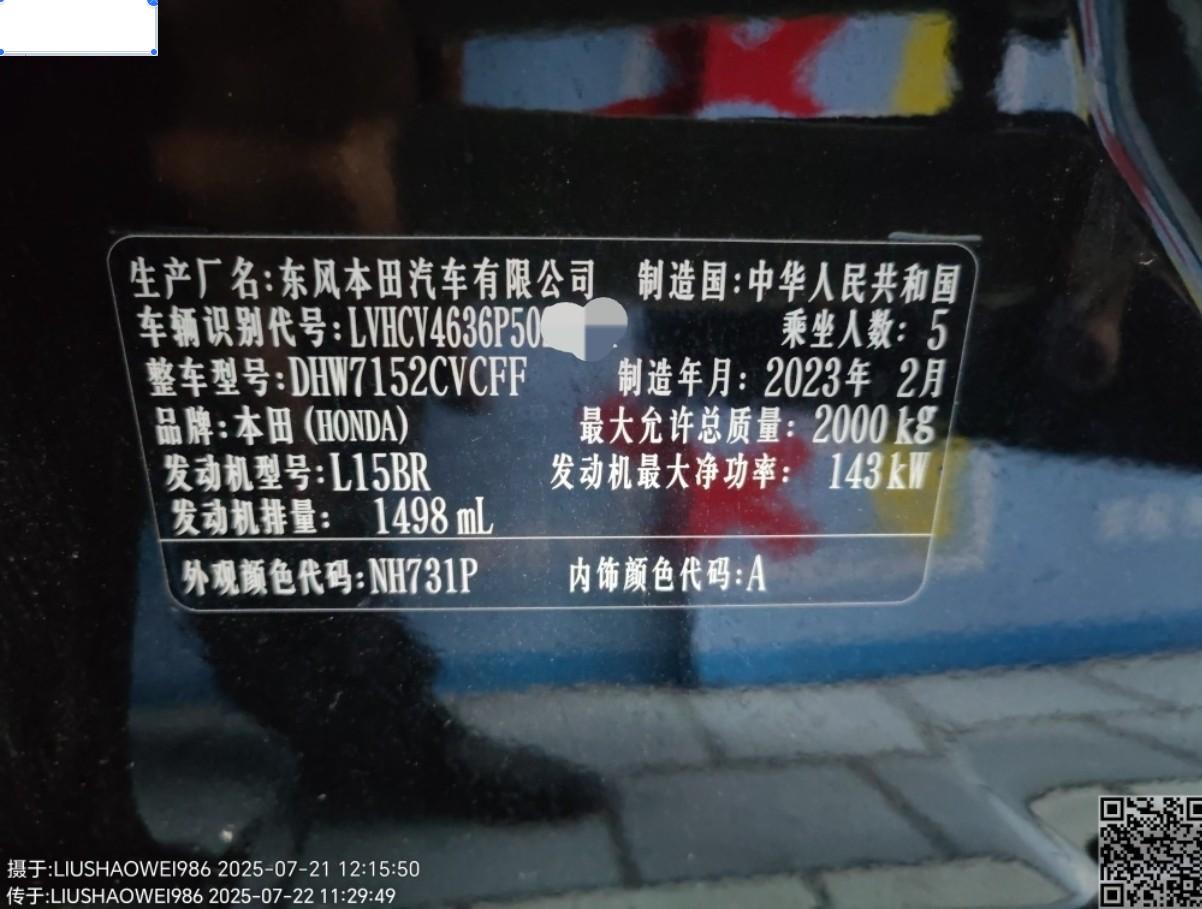 生产厂名:东风本田汽车有限公司 制造国:中华人民共和国
车辆识别代号:LVHCV4636P50 乘坐人数: 5
整车型号:DHW7152CVCFF 制造年月: 2023年 2月
品牌:本田(HONDA) 最大允许总质量: 2000 kg
发动机型号:L15BR 发动机最大净功率: 143kW
发动机排量: 1498 mL
外观颜色代码:NH731P 内饰颜色代码:A
摄于:LIUSHAOWEI986 2025-07-21 12:15:50
传于:LIUSHAOWEI986 2025-07-22 11:29:49